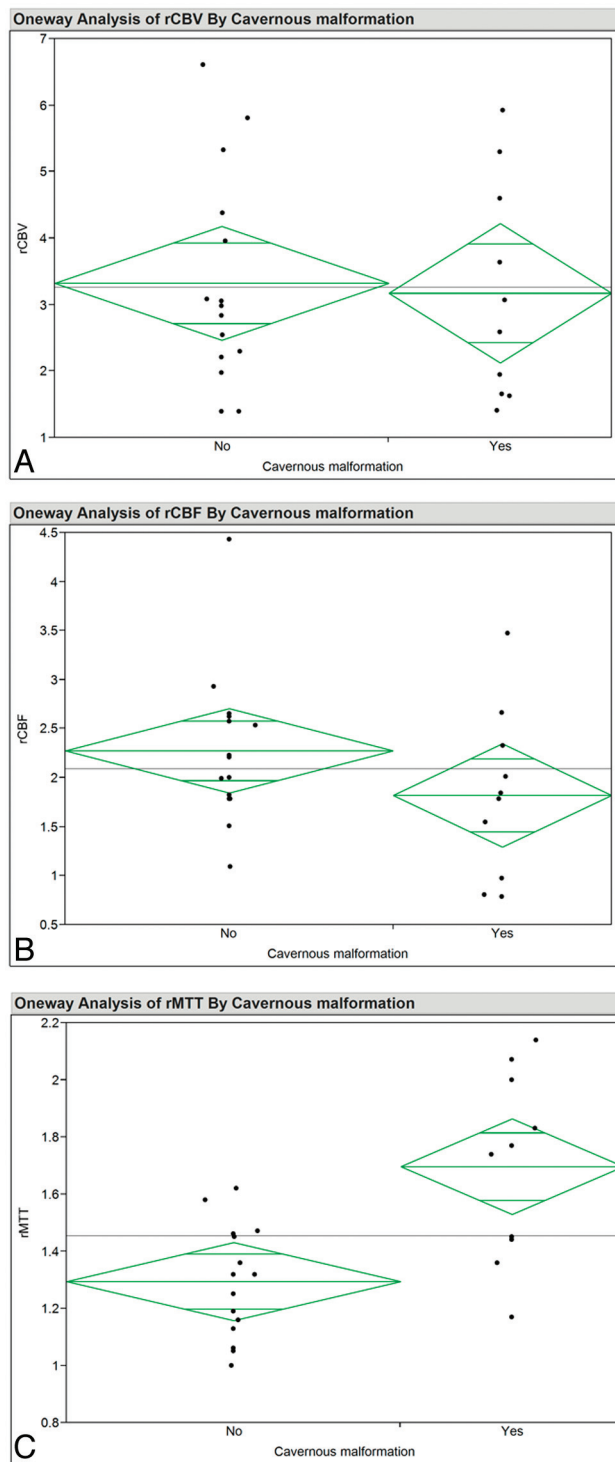 Oneway Analysis of rCBV By Cavernous malformation
7
6
5
4
3
2
1
rCBV
No
Yes
Cavernous malformation
A
Oneway Analysis of rCBF By Cavernous malformation
4.5
4
3.5
3
2.5
2
1.5
1
0.5
rCBF
No
Yes
Cavernous malformation
B
Oneway Analysis of rMTT By Cavernous malformation
2.2
2
1.8
1.6
1.4
1.2
1
0.8
rMTT
No
Yes
Cavernous malformation
C